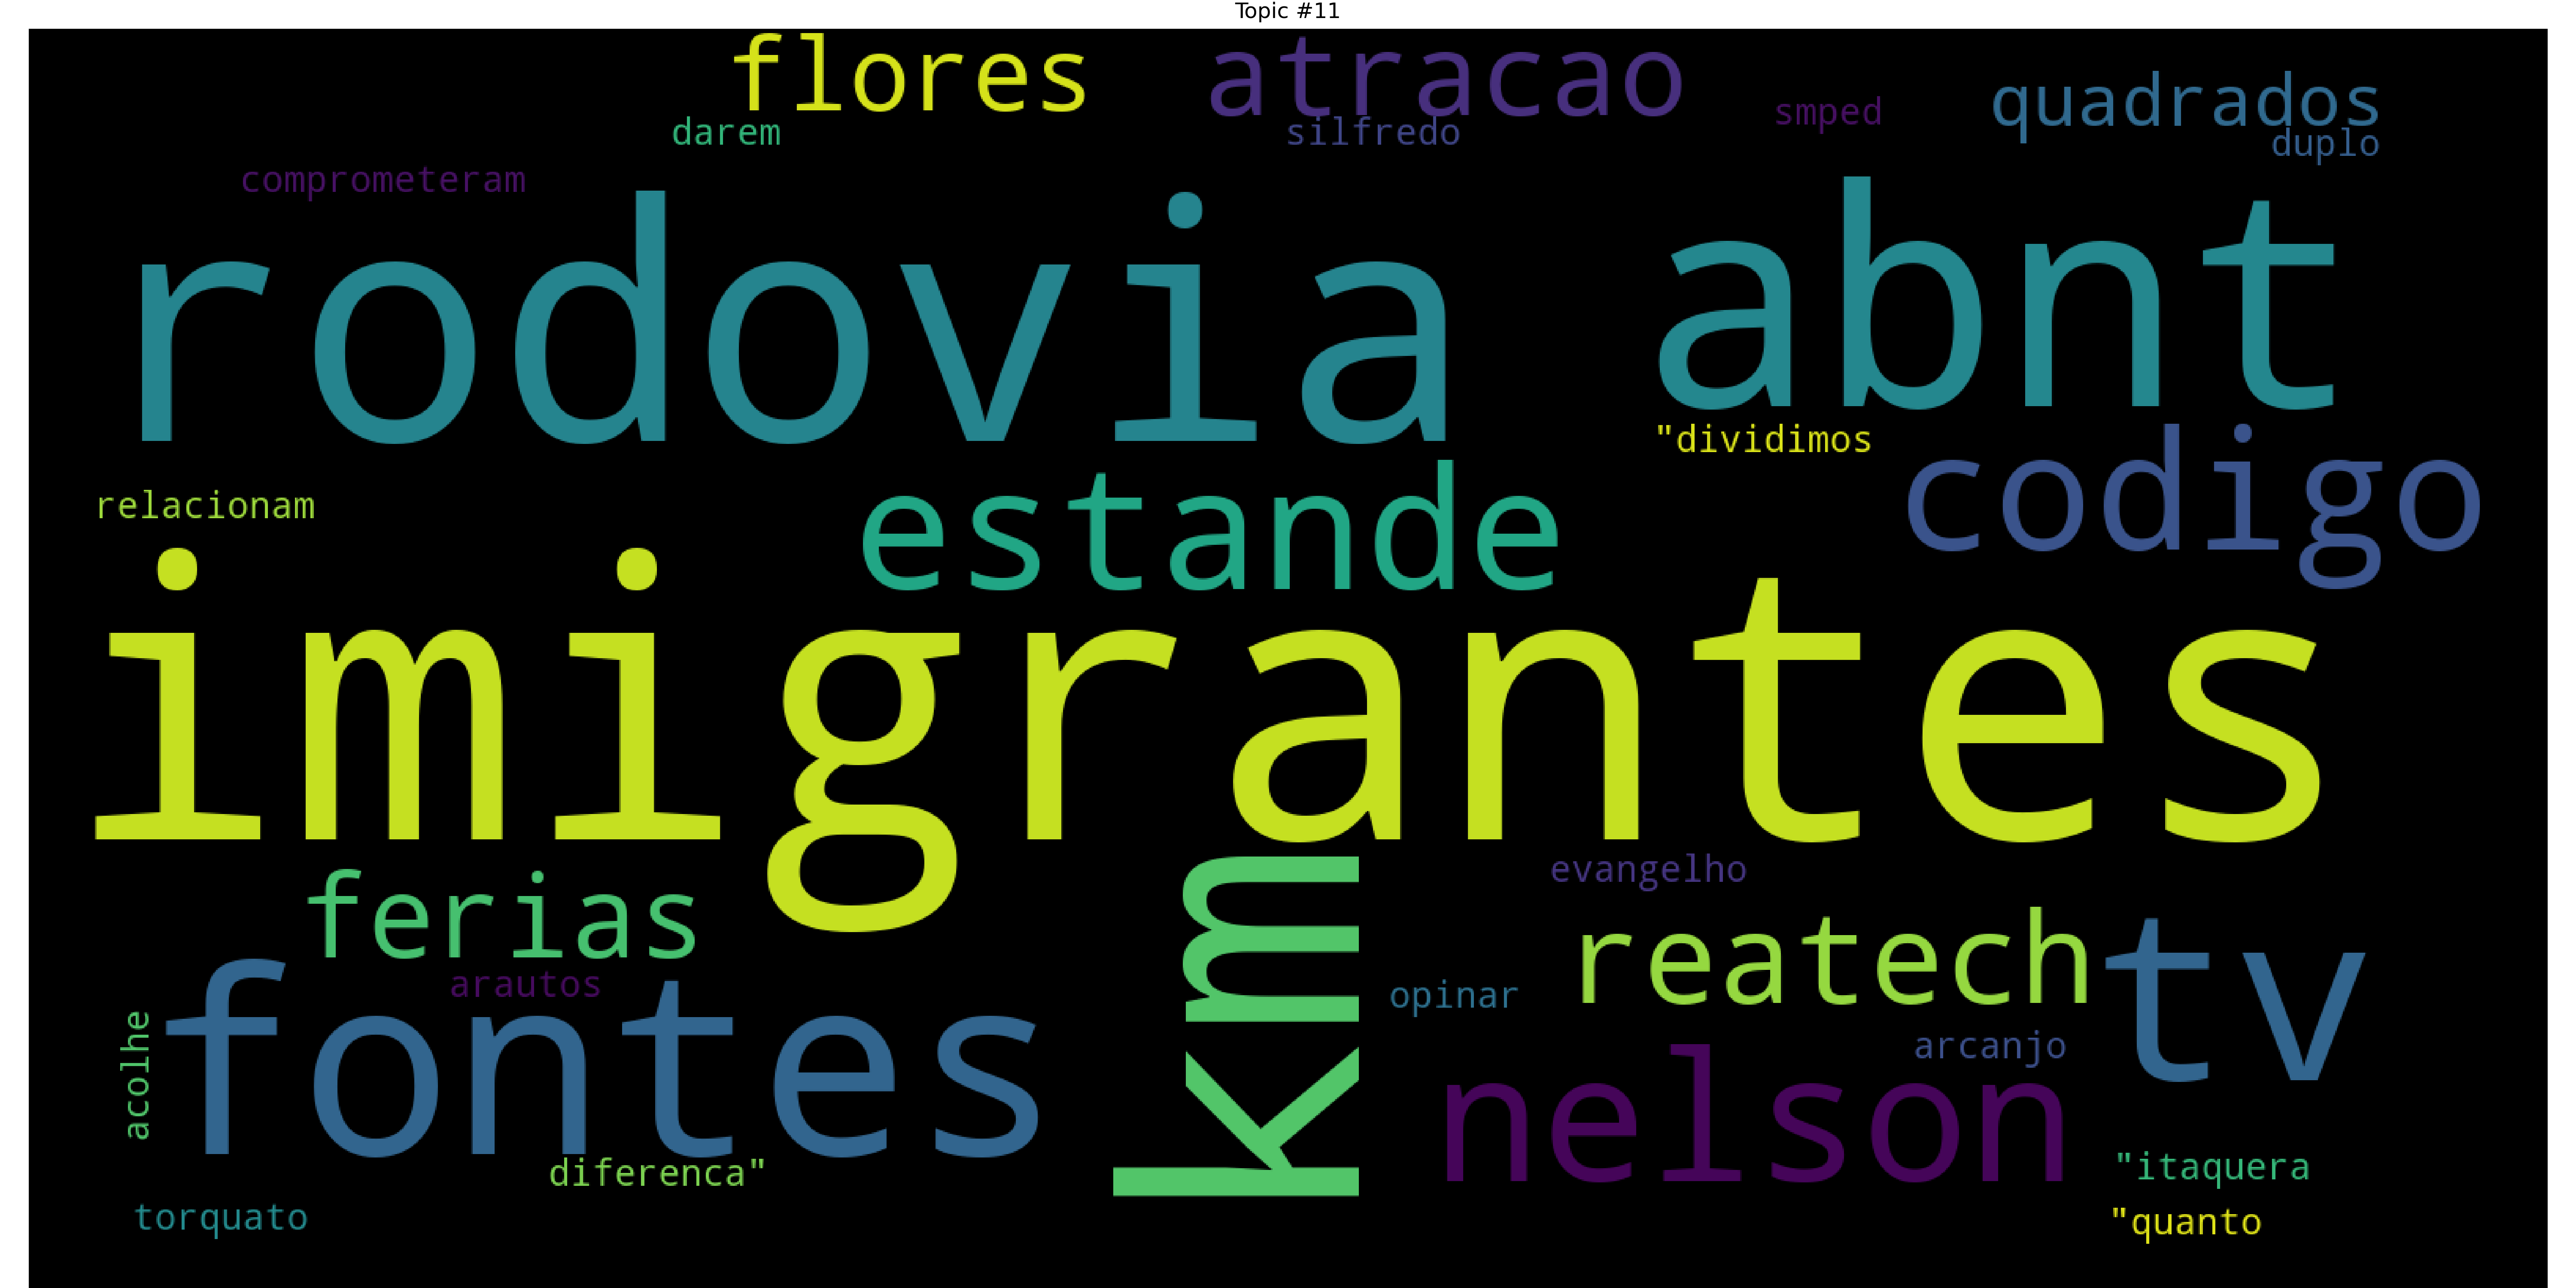 Topic #11
flores
atracao
quadrados
smped
darem
silfredo
duplo
comprometeram
rodovia
abnt
"dividimos
codigo
relacionam
estande
imigrantes
evangelho
ferias
km
reatech
tv
arautos
opinar
fontes
acolhe
arcanjo
nelson
diferenca"
"itaquera
torquato
"quanto